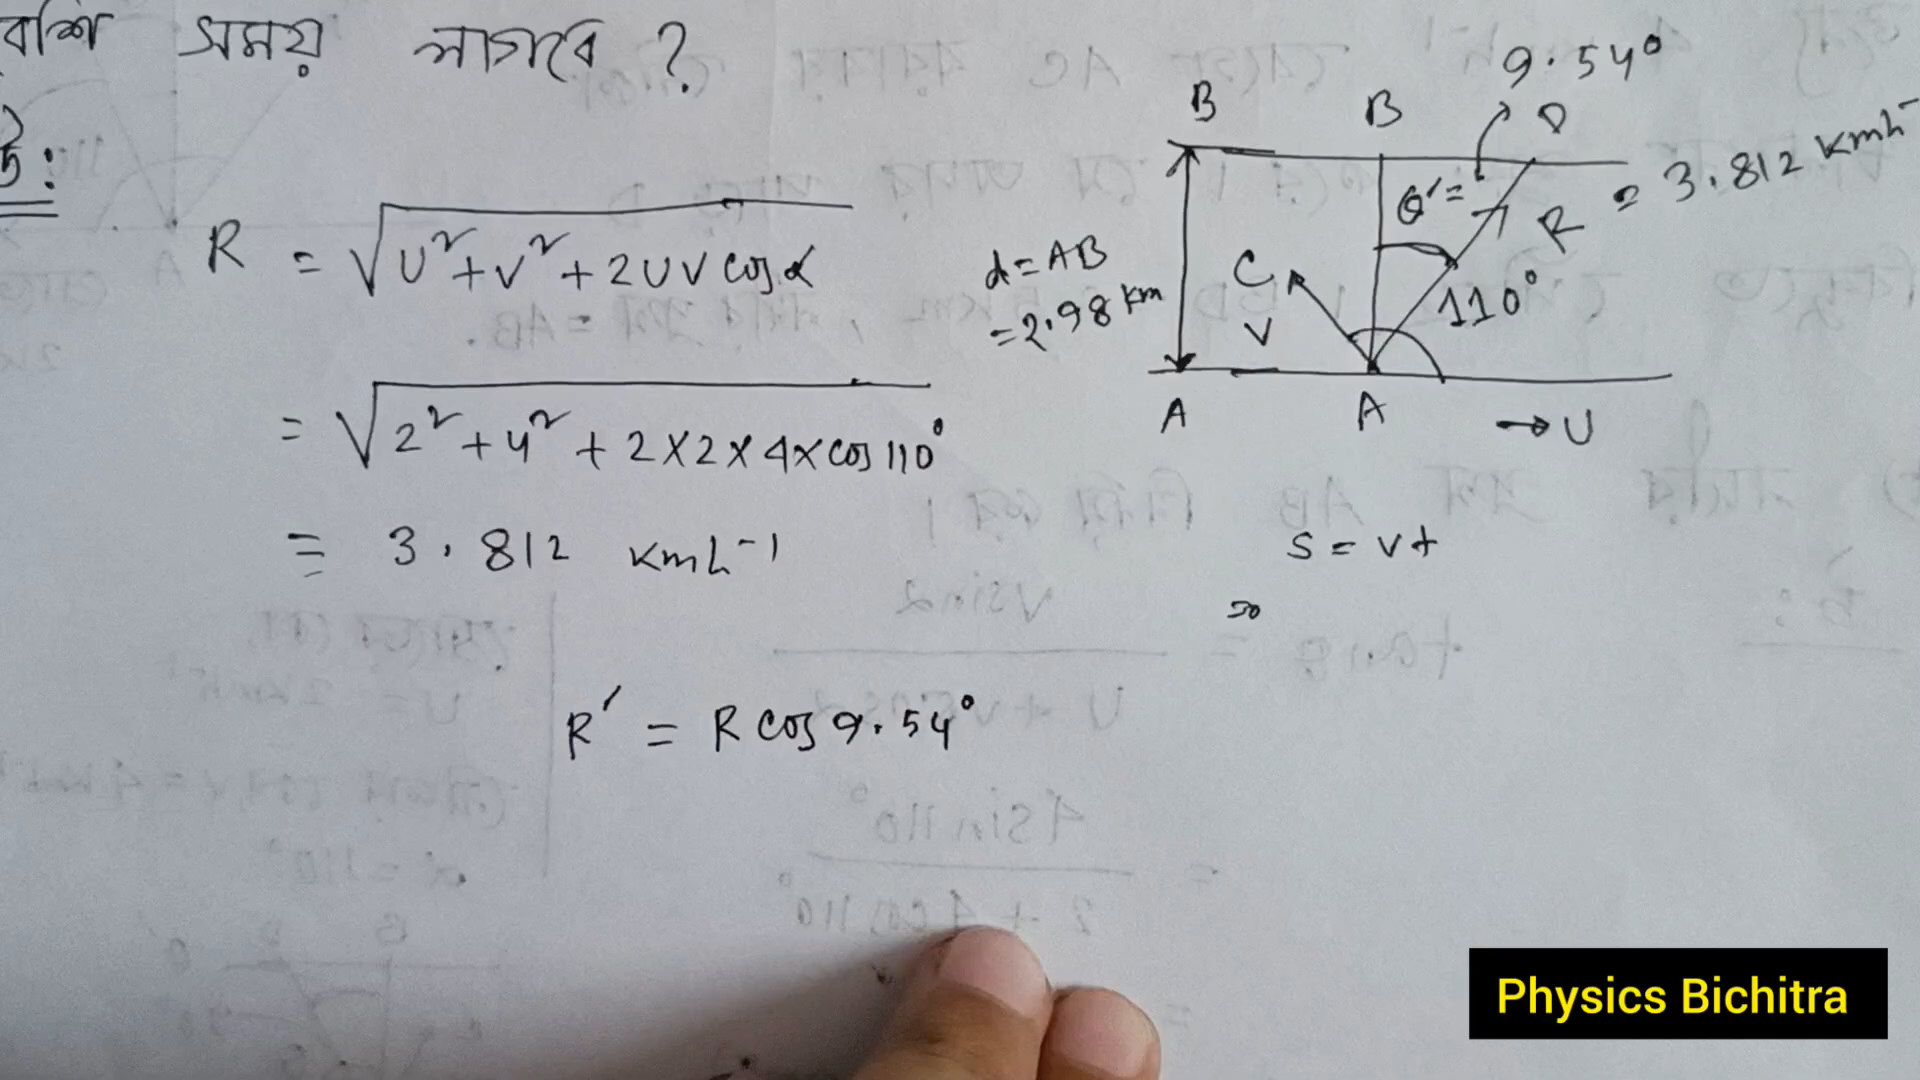 বেশি সময় লাগবে ?
উ:
R = √U²+V²+2UV cos α
= √2²+4²+2×2×4×cos 110°
= 3.812 kmh⁻¹
R′ = R cos 9.54°
9.54°
B B D
θ′=
R = 3.812 kmh⁻
d = AB
= 2.98 km
C
V
110°
A A → U
S = vt
⇒
Physics Bichitra